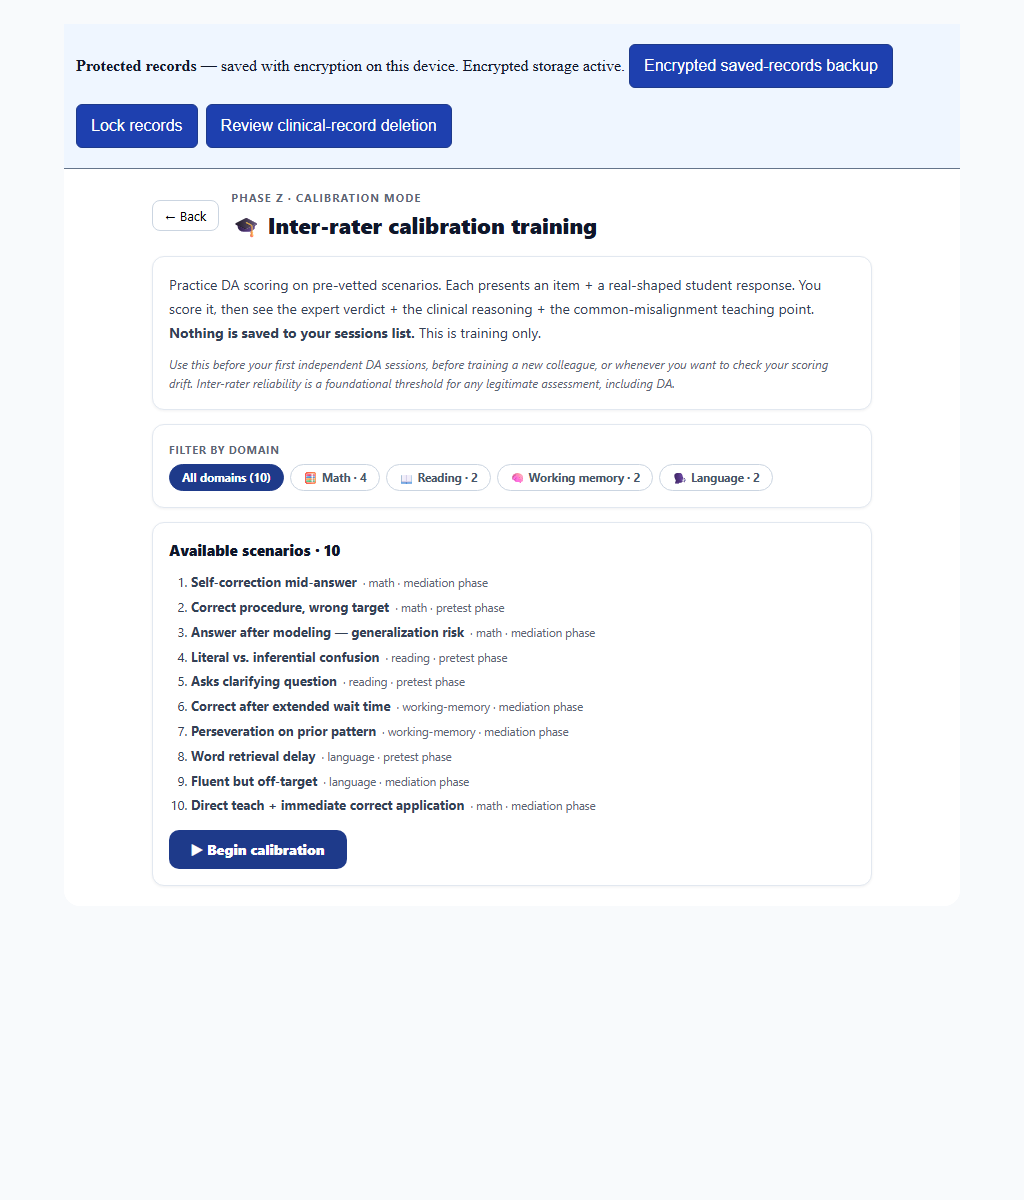 Protected records — saved with encryption on this device. Encrypted storage active. Encrypted saved-records backup
Lock records Review clinical-record deletion
← Back
PHASE Z · CALIBRATION MODE
🎓 Inter-rater calibration training
Practice DA scoring on pre-vetted scenarios. Each presents an item + a real-shaped student response. You
score it, then see the expert verdict + the clinical reasoning + the common-misalignment teaching point.
Nothing is saved to your sessions list. This is training only.
Use this before your first independent DA sessions, before training a new colleague, or whenever you want to check your scoring
drift. Inter-rater reliability is a foundational threshold for any legitimate assessment, including DA.
FILTER BY DOMAIN
All domains (10) 🧮 Math · 4 📖 Reading · 2 🧠 Working memory · 2 🗣 Language · 2
Available scenarios · 10
1. Self-correction mid-answer · math · mediation phase
2. Correct procedure, wrong target · math · pretest phase
3. Answer after modeling — generalization risk · math · mediation phase
4. Literal vs. inferential confusion · reading · pretest phase
5. Asks clarifying question · reading · pretest phase
6. Correct after extended wait time · working-memory · mediation phase
7. Perseveration on prior pattern · working-memory · mediation phase
8. Word retrieval delay · language · pretest phase
9. Fluent but off-target · language · mediation phase
10. Direct teach + immediate correct application · math · mediation phase
▶ Begin calibration